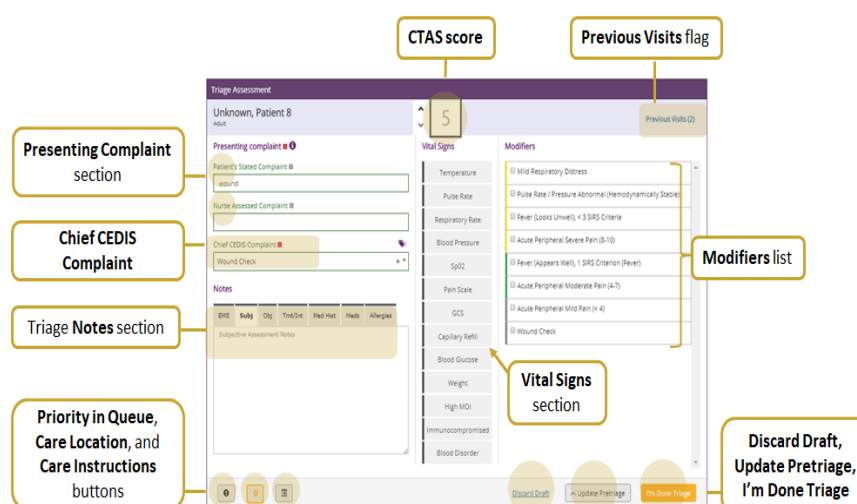 CTAS score
Previous Visits flag
Triage Assessment
Unknown, Patient 8
Adult
5
Previous Visits (2)
Presenting Complaint
section
Presenting complaint
Patient's Stated Complaint
wound
Nurse Assessed Complaint
Chief CEDIS
Complaint
Chief CEDIS Complaint
Wound Check
x
Triage Notes section
Notes
EMS Subj Obj Tmt/Int Med Hist Meds Allergies
Subjective Assessment Notes
Vital Signs
Temperature
Pulse Rate
Respiratory Rate
Blood Pressure
Sp02
Pain Scale
GCS
Capillary Refill
Blood Glucose
Weight
High MOI
Immunocompromised
Blood Disorder
Modifiers
Mild Respiratory Distress
Pulse Rate / Pressure Abnormal (Hemodynamically Stable)
Fever (Looks Unwell), < 3 SIRS Criteria
Acute Peripheral Severe Pain (8-10)
Fever (Appears Well), 1 SIRS Criterion (Fever)
Acute Peripheral Moderate Pain (4-7)
Acute Peripheral Mild Pain (< 4)
Wound Check
Modifiers list
Vital Signs
section
Priority in Queue,
Care Location, and
Care Instructions
buttons
Discard Draft
Update Pretriage
I'm Done Triage
Discard Draft,
Update Pretriage,
I'm Done Triage